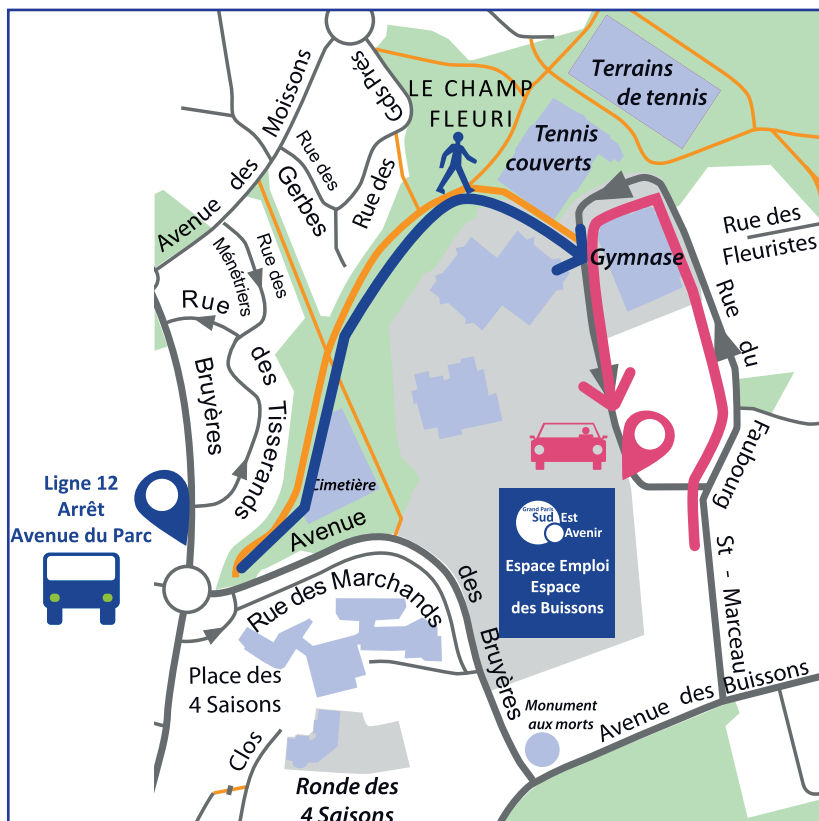 Terrains
de tennis
LE CHAMP
FLEURI
Tennis
couverts
Gds Prés
Rue des
Avenue des Moissons
Rue des
Gerbes
Rue des
Ménétriers
Rue des
Fleuristes
Gymnase
Rue des Tisserands
Bruyères
Rue du Faubourg St - Marceau
Cimetière
Ligne 12
Arrêt
Avenue du Parc
Grand Paris
Sud
Est
Avenir
Espace Emploi
Espace
des Buissons
Avenue des Bruyères
Rue des Marchands
Place des
4 Saisons
Monument
aux morts
Avenue des Buissons
Clos
Ronde des
4 Saisons